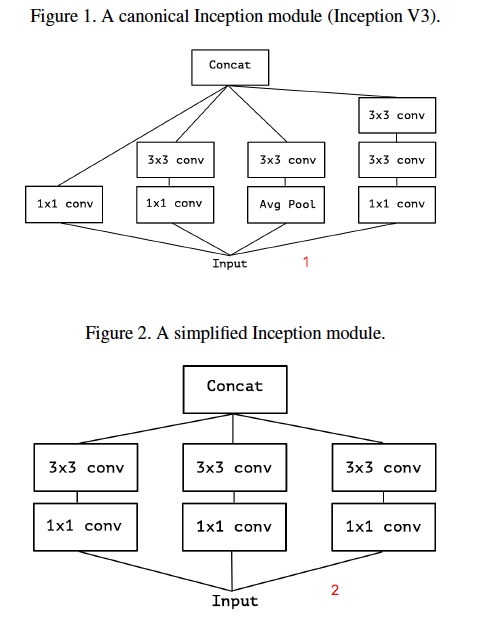 Figure 1. A canonical Inception module (Inception V3).
Concat
3x3 conv
3x3 conv
3x3 conv
3x3 conv
1x1 conv
1x1 conv
Avg Pool
1x1 conv
Input
1
Figure 2. A simplified Inception module.
Concat
3x3 conv
3x3 conv
3x3 conv
1x1 conv
1x1 conv
1x1 conv
Input
2